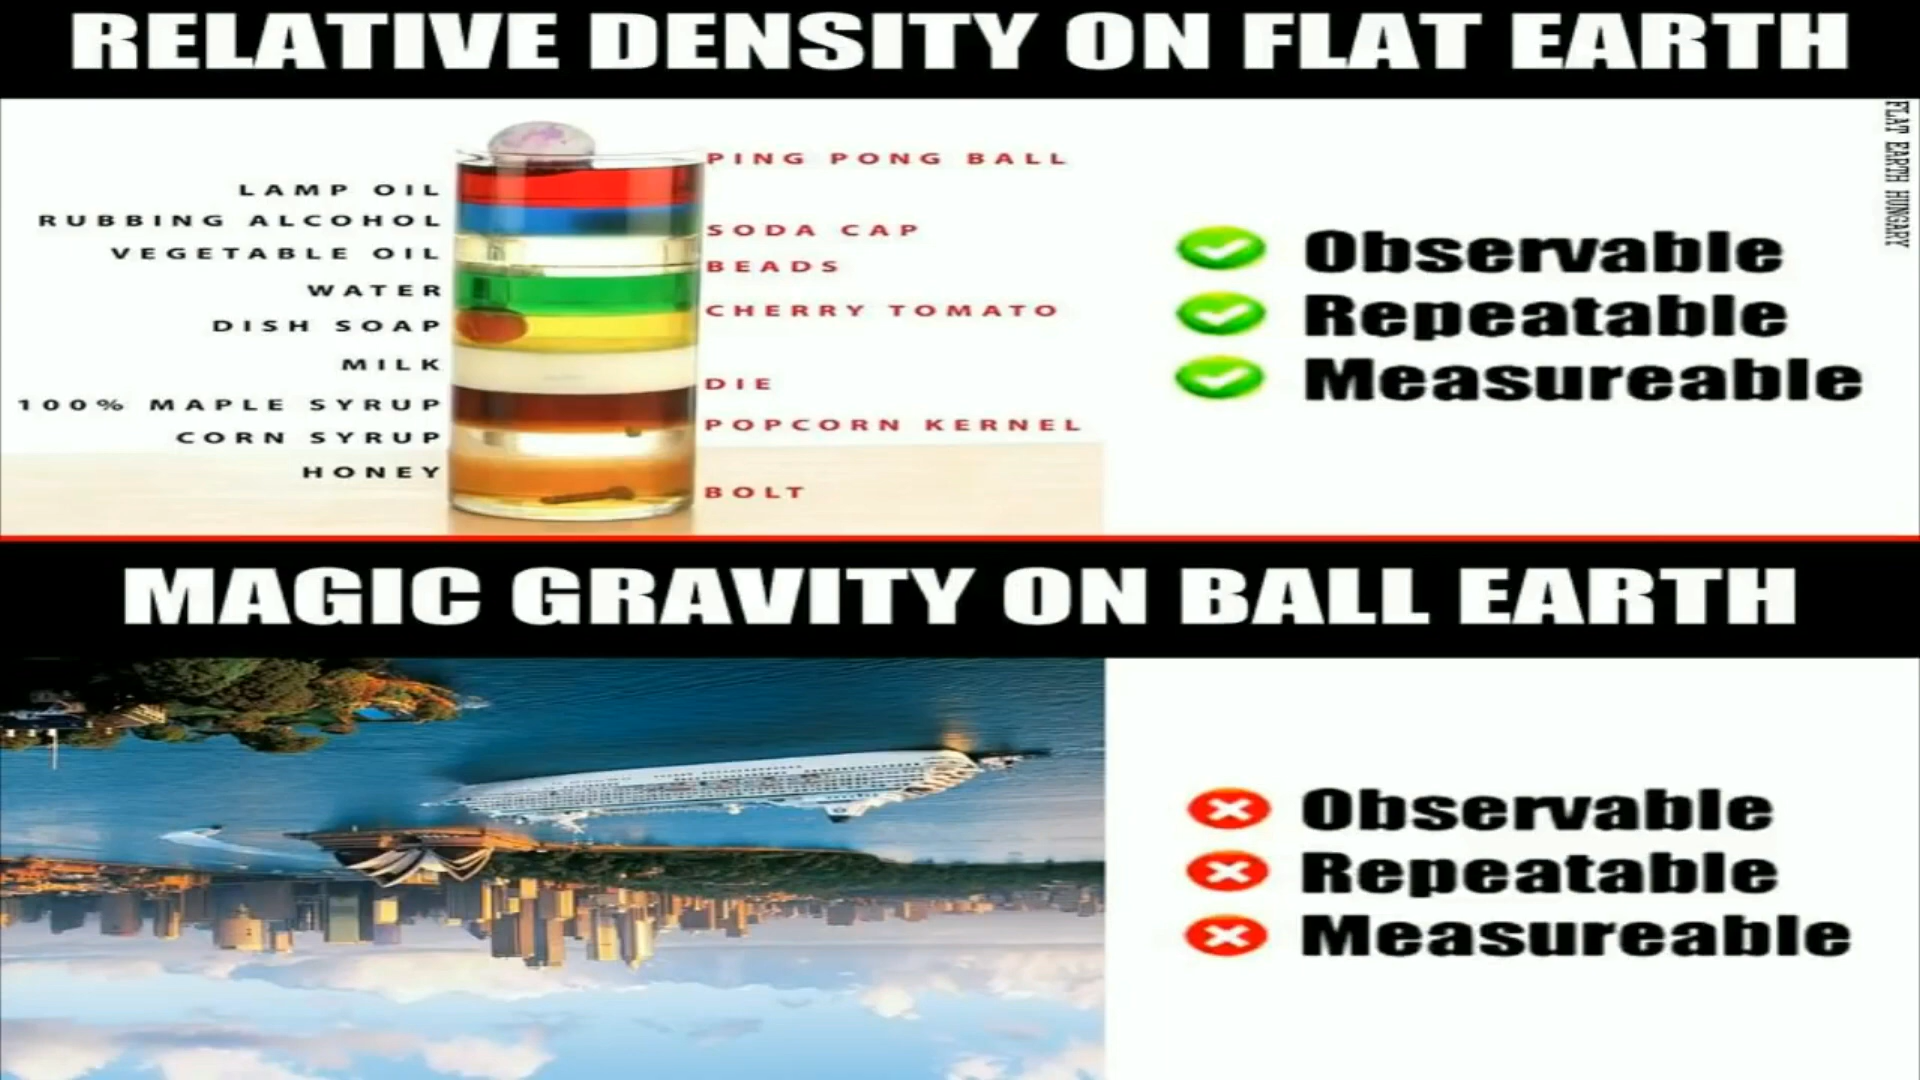 RELATIVE DENSITY ON FLAT EARTH
FLAT EARTH HUNGARY
PING PONG BALL
LAMP OIL
RUBBING ALCOHOL
SODA CAP
VEGETABLE OIL
BEADS
WATER
CHERRY TOMATO
DISH SOAP
MILK
DIE
100% MAPLE SYRUP
POPCORN KERNEL
CORN SYRUP
HONEY
BOLT
Observable
Repeatable
Measureable
MAGIC GRAVITY ON BALL EARTH
Observable
Repeatable
Measureable